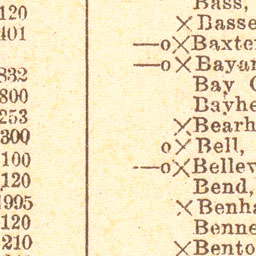 120
401
832
800
253
300
100
120
1995
120
210
Bass,
×Basse
—o×Baxte
—o×Baya
Bay
Bayhe
×Bearh
o×Bell,
—o×Bellev
Bend,
×Benha
Benne
×Bento